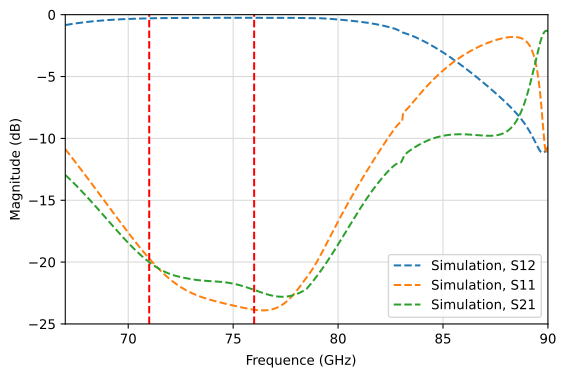 0
−5
−10
−15
−20
−25
Magnitude (dB)
70
75
80
85
90
Frequence (GHz)
Simulation, S12
Simulation, S11
Simulation, S21